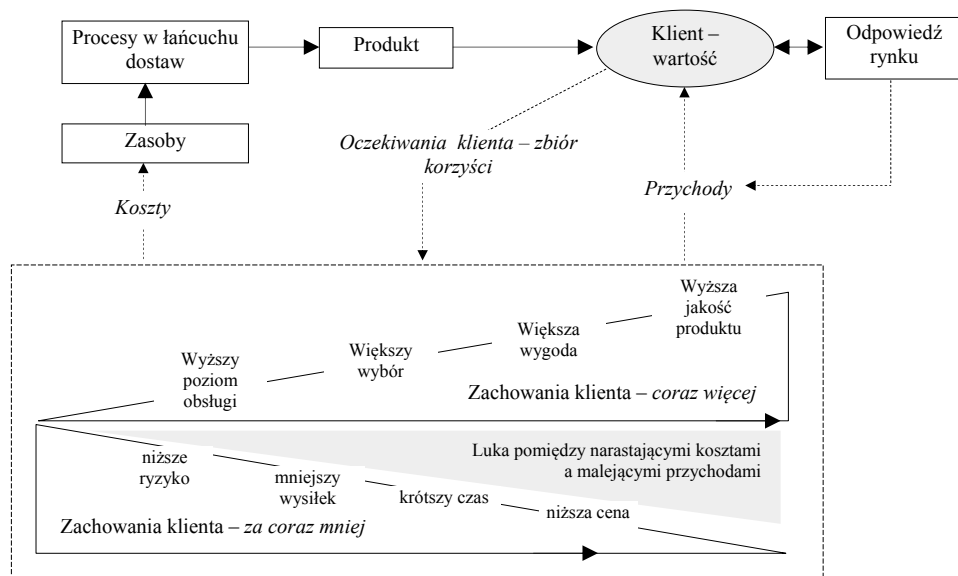 Procesy w łańcuchu
dostaw
Produkt
Klient –
wartość
Odpowiedź
rynku
Zasoby
Oczekiwania klienta – zbiór
korzyści
Koszty
Przychody
Wyższy
poziom
obsługi
Większy
wybór
Większa
wygoda
Wyższa
jakość
produktu
Zachowania klienta – coraz więcej
Luka pomiędzy narastającymi kosztami
a malejącymi przychodami
niższe
ryzyko
mniejszy
wysiłek
krótszy czas
niższa cena
Zachowania klienta – za coraz mniej